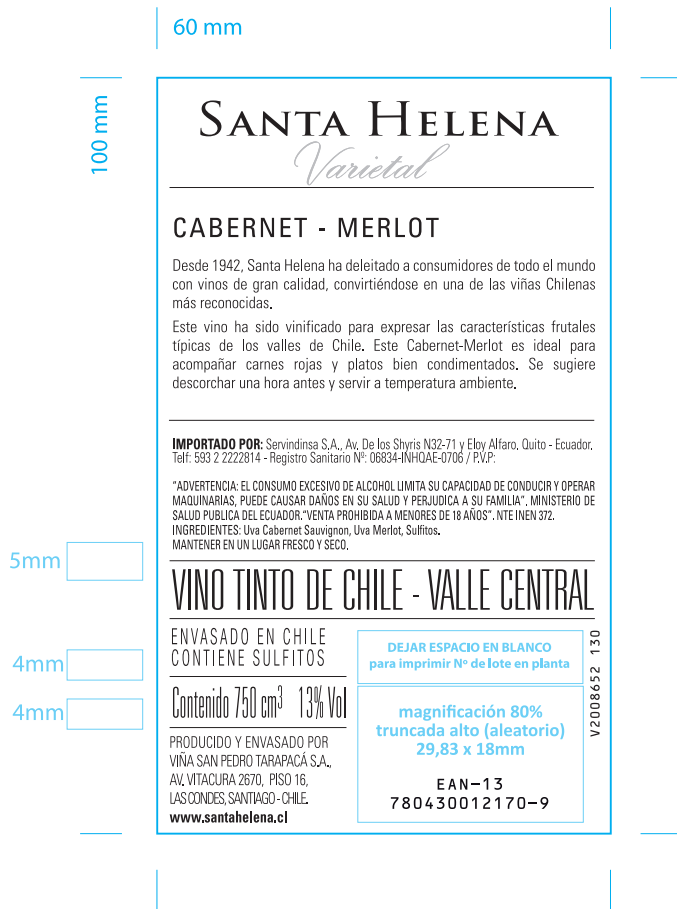 60 mm
100 mm
SANTA HELENA
Varietal
CABERNET - MERLOT
Desde 1942, Santa Helena ha deleitado a consumidores de todo el mundo
con vinos de gran calidad, convirtiéndose en una de las viñas Chilenas
más reconocidas.
Este vino ha sido vinificado para expresar las características frutales
típicas de los valles de Chile. Este Cabernet-Merlot es ideal para
acompañar carnes rojas y platos bien condimentados. Se sugiere
descorchar una hora antes y servir a temperatura ambiente.
IMPORTADO POR: Servindinsa S.A., Av. De los Shyris N32-71 y Eloy Alfaro. Quito - Ecuador.
Telf: 593 2 2222814 - Registro Sanitario Nº: 06834-INHQAE-0706 / P.V.P:
"ADVERTENCIA: EL CONSUMO EXCESIVO DE ALCOHOL LIMITA SU CAPACIDAD DE CONDUCIR Y OPERAR
MAQUINARIAS, PUEDE CAUSAR DAÑOS EN SU SALUD Y PERJUDICA A SU FAMILIA". MINISTERIO DE
SALUD PUBLICA DEL ECUADOR."VENTA PROHIBIDA A MENORES DE 18 AÑOS". NTE INEN 372.
INGREDIENTES: Uva Cabernet Sauvignon, Uva Merlot, Sulfitos.
MANTENER EN UN LUGAR FRESCO Y SECO.
5mm
VINO TINTO DE CHILE - VALLE CENTRAL
ENVASADO EN CHILE
CONTIENE SULFITOS
4mm
4mm
Contenido 750 cm³ 13% Vol
PRODUCIDO Y ENVASADO POR
VIÑA SAN PEDRO TARAPACÁ S.A.,
AV. VITACURA 2670, PISO 16,
LAS CONDES, SANTIAGO - CHILE.
www.santahelena.cl
DEJAR ESPACIO EN BLANCO
para imprimir Nº de lote en planta
magnificación 80%
truncada alto (aleatorio)
29,83 x 18mm
EAN-13
780430012170-9
V2008652 130